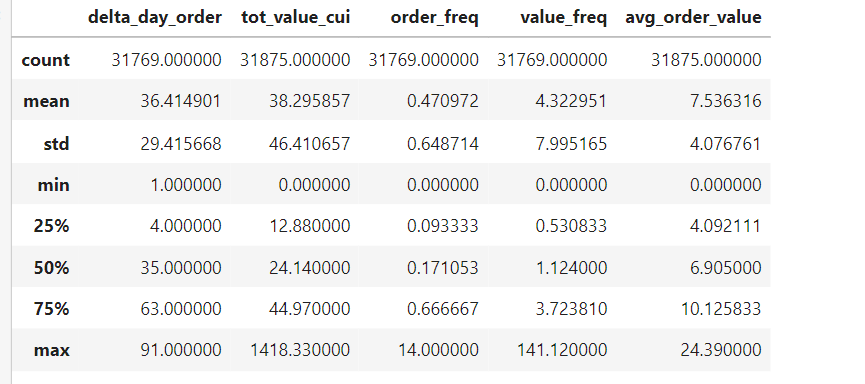 delta_day_order tot_value_cui order_freq value_freq avg_order_value
count 31769.000000 31875.000000 31769.000000 31769.000000 31875.000000
mean 36.414901 38.295857 0.470972 4.322951 7.536316
std 29.415668 46.410657 0.648714 7.995165 4.076761
min 1.000000 0.000000 0.000000 0.000000 0.000000
25% 4.000000 12.880000 0.093333 0.530833 4.092111
50% 35.000000 24.140000 0.171053 1.124000 6.905000
75% 63.000000 44.970000 0.666667 3.723810 10.125833
max 91.000000 1418.330000 14.000000 141.120000 24.390000